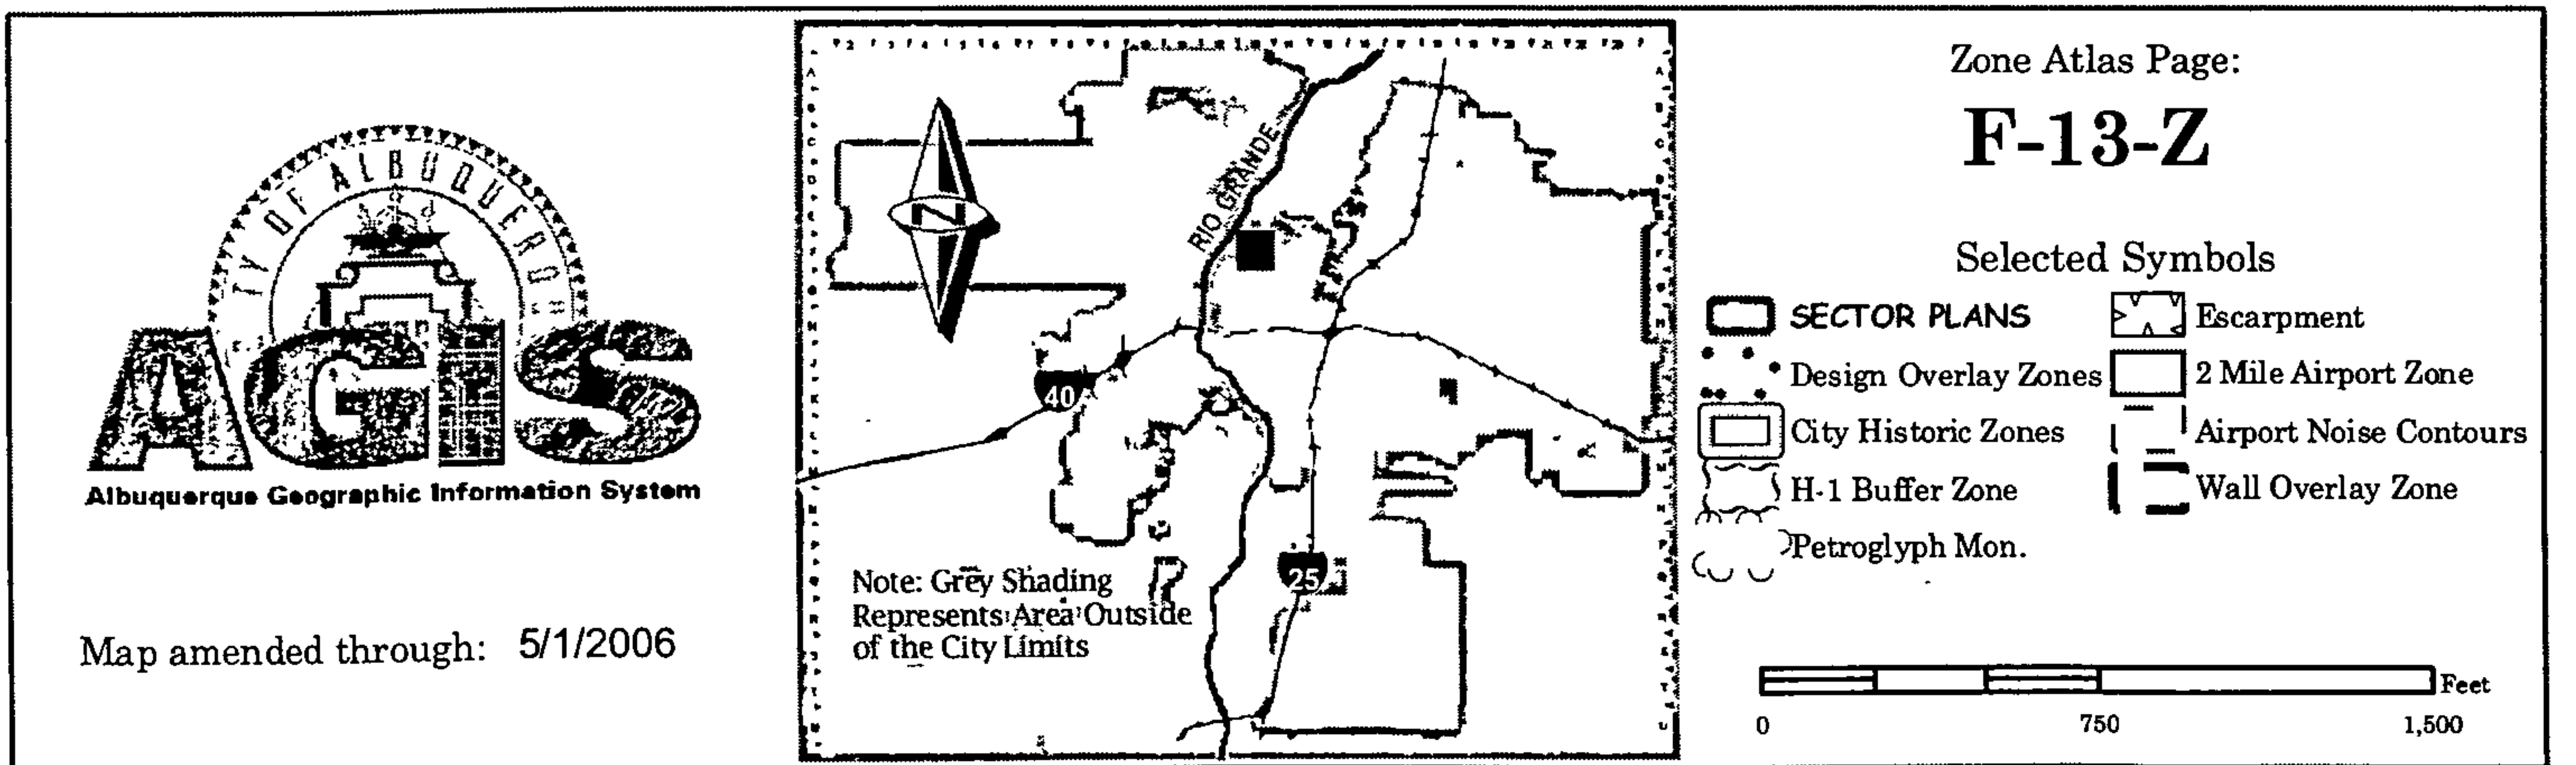 TY OF ALBUQUERQ
AGIS
Albuquerque Geographic Information System
Map amended through: 5/1/2006
RIO GRANDE
N
40
25
Note: Grey Shading
Represents Area Outside
of the City Limits
Zone Atlas Page:
F-13-Z
Selected Symbols
SECTOR PLANS
Escarpment
Design Overlay Zones
2 Mile Airport Zone
City Historic Zones
Airport Noise Contours
H-1 Buffer Zone
Wall Overlay Zone
Petroglyph Mon.
Feet
0 750 1,500